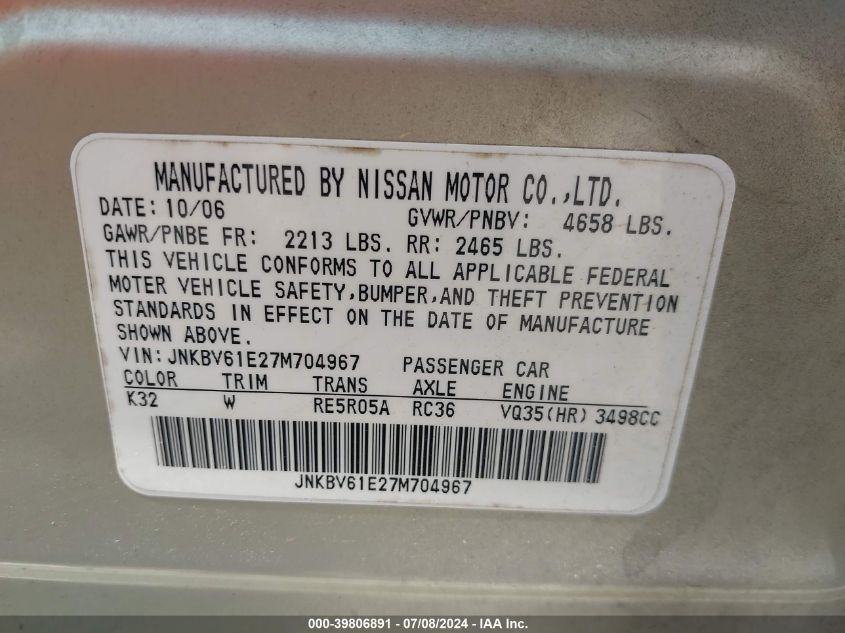 MANUFACTURED BY NISSAN MOTOR CO.,LTD.
DATE: 10/06 GVWR/PNBV: 4658 LBS.
GAWR/PNBE FR: 2213 LBS. RR: 2465 LBS.
THIS VEHICLE CONFORMS TO ALL APPLICABLE FEDERAL
MOTER VEHICLE SAFETY,BUMPER,AND THEFT PREVENTION
STANDARDS IN EFFECT ON THE DATE OF MANUFACTURE
SHOWN ABOVE.
VIN: JNKBV61E27M704967 PASSENGER CAR
COLOR TRIM TRANS AXLE ENGINE
K32 W RE5R05A RC36 VQ35(HR) 3498CC
JNKBV61E27M704967
000-39806891 - 07/08/2024 - IAA Inc.